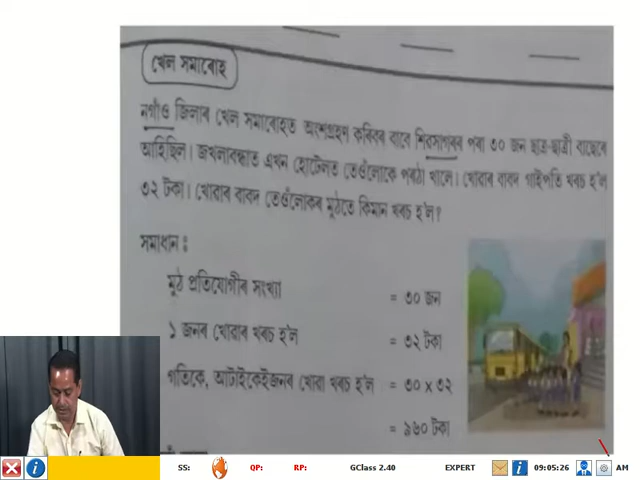 খেল সমাৰোহ
নগাঁও জিলাৰ খেল সমাৰোহত অংশগ্ৰহণ কৰিবৰ বাবে শিৱসাগৰৰ পৰা ৩০ জন ছাত্ৰ-ছাত্ৰী বাছেৰে
আহিছিল। জখলাবন্ধাত এখন হোটেলত তেওঁলোকে পৰঠা খালে। খোৱাৰ বাবদ গাইপতি খৰচ হ'ল
৩২ টকা। খোৱাৰ বাবদ তেওঁলোকৰ মুঠতে কিমান খৰচ হ'ল?
সমাধান :
মুঠ প্ৰতিযোগীৰ সংখ্যা = ৩০ জন
১ জনৰ খোৱাৰ খৰচ হ'ল = ৩২ টকা
গতিকে, আটাইকেইজনৰ খোৱা খৰচ হ'ল = ৩০ x ৩২
= ৯৬০ টকা
SS: QP: RP: GClass 2.40 EXPERT 09:05:26 AM